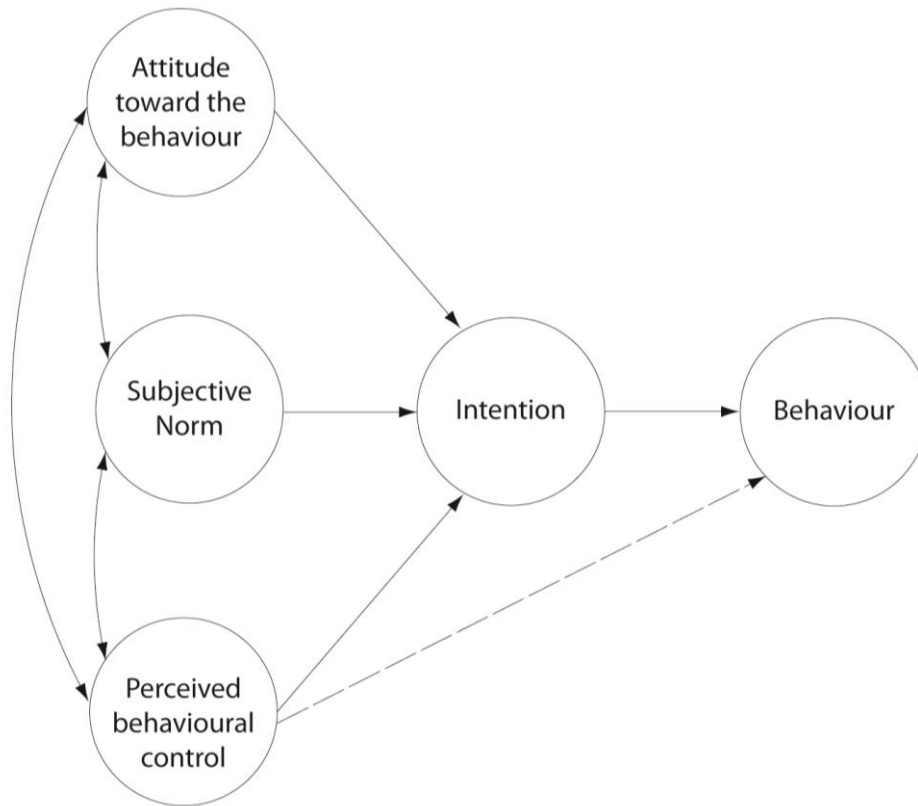 Attitude
toward the
behaviour
Subjective
Norm
Intention
Behaviour
Perceived
behavioural
control